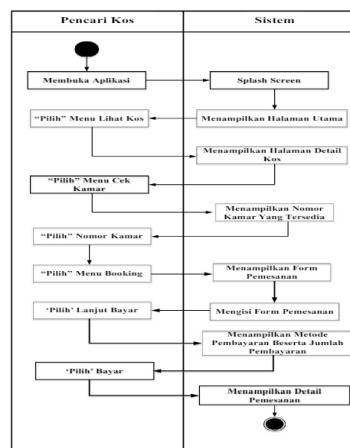 Pencari Kos
Sistem
Membuka Aplikasi
Splash Screen
"Pilih" Menu Lihat Kos
Menampilkan Halaman Utama
Menampilkan Halaman Detail
Kos
"Pilih" Menu Cek
Kamar
Menampilkan Nomor
Kamar Yang Tersedia
"Pilih" Nomor Kamar
"Pilih" Menu Booking
Menampilkan Form
Pemesanan
'Pilih' Lanjut Bayar
Mengisi Form Pemesanan
Menampilkan Metode
Pembayaran Beserta Jumlah
Pembayaran
'Pilih' Bayar
Menampilkan Detail
Pemesanan